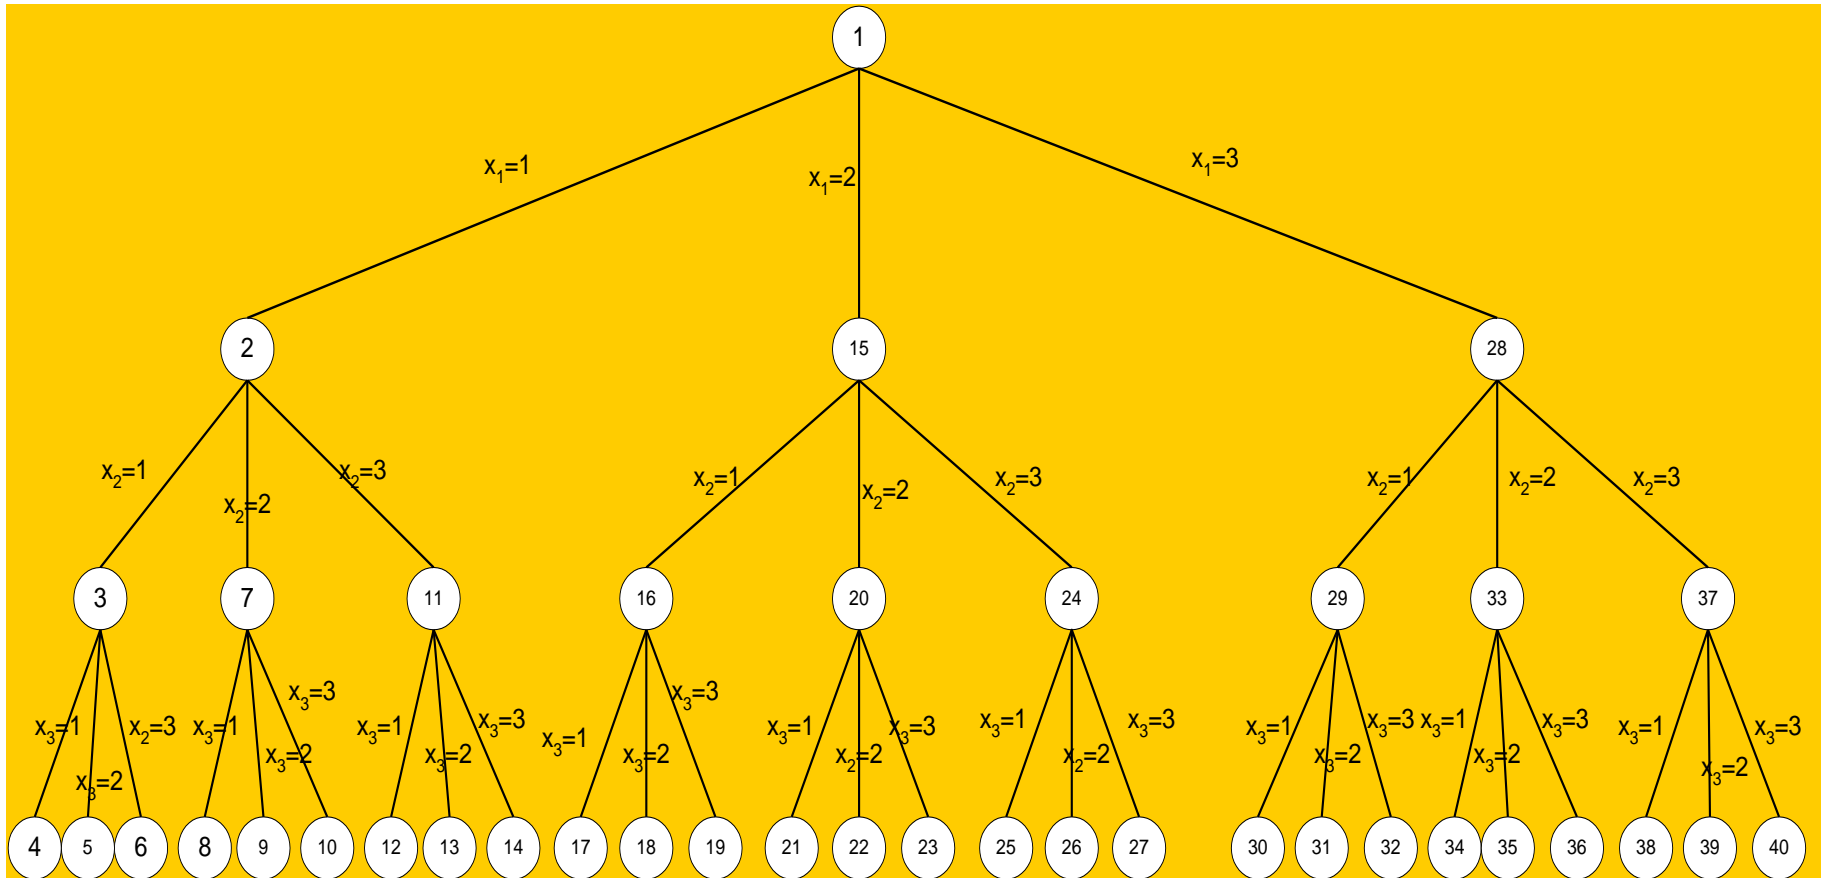 1
x₁=1
x₁=2
x₁=3
2
15
28
x₂=1
x₂=2
x₂=3
x₂=1
x₂=2
x₂=3
x₂=1
x₂=2
x₂=3
3
7
11
16
20
24
29
33
37
x₃=1
x₃=2
x₂=3
x₃=1
x₃=2
x₃=3
x₃=1
x₃=2
x₃=3
x₃=1
x₃=2
x₃=3
x₃=1
x₂=2
x₃=3
x₃=1
x₂=2
x₃=3
x₃=1
x₃=2
x₃=3
x₃=1
x₃=2
x₃=3
x₃=1
x₃=2
x₃=3
4
5
6
8
9
10
12
13
14
17
18
19
21
22
23
25
26
27
30
31
32
34
35
36
38
39
40